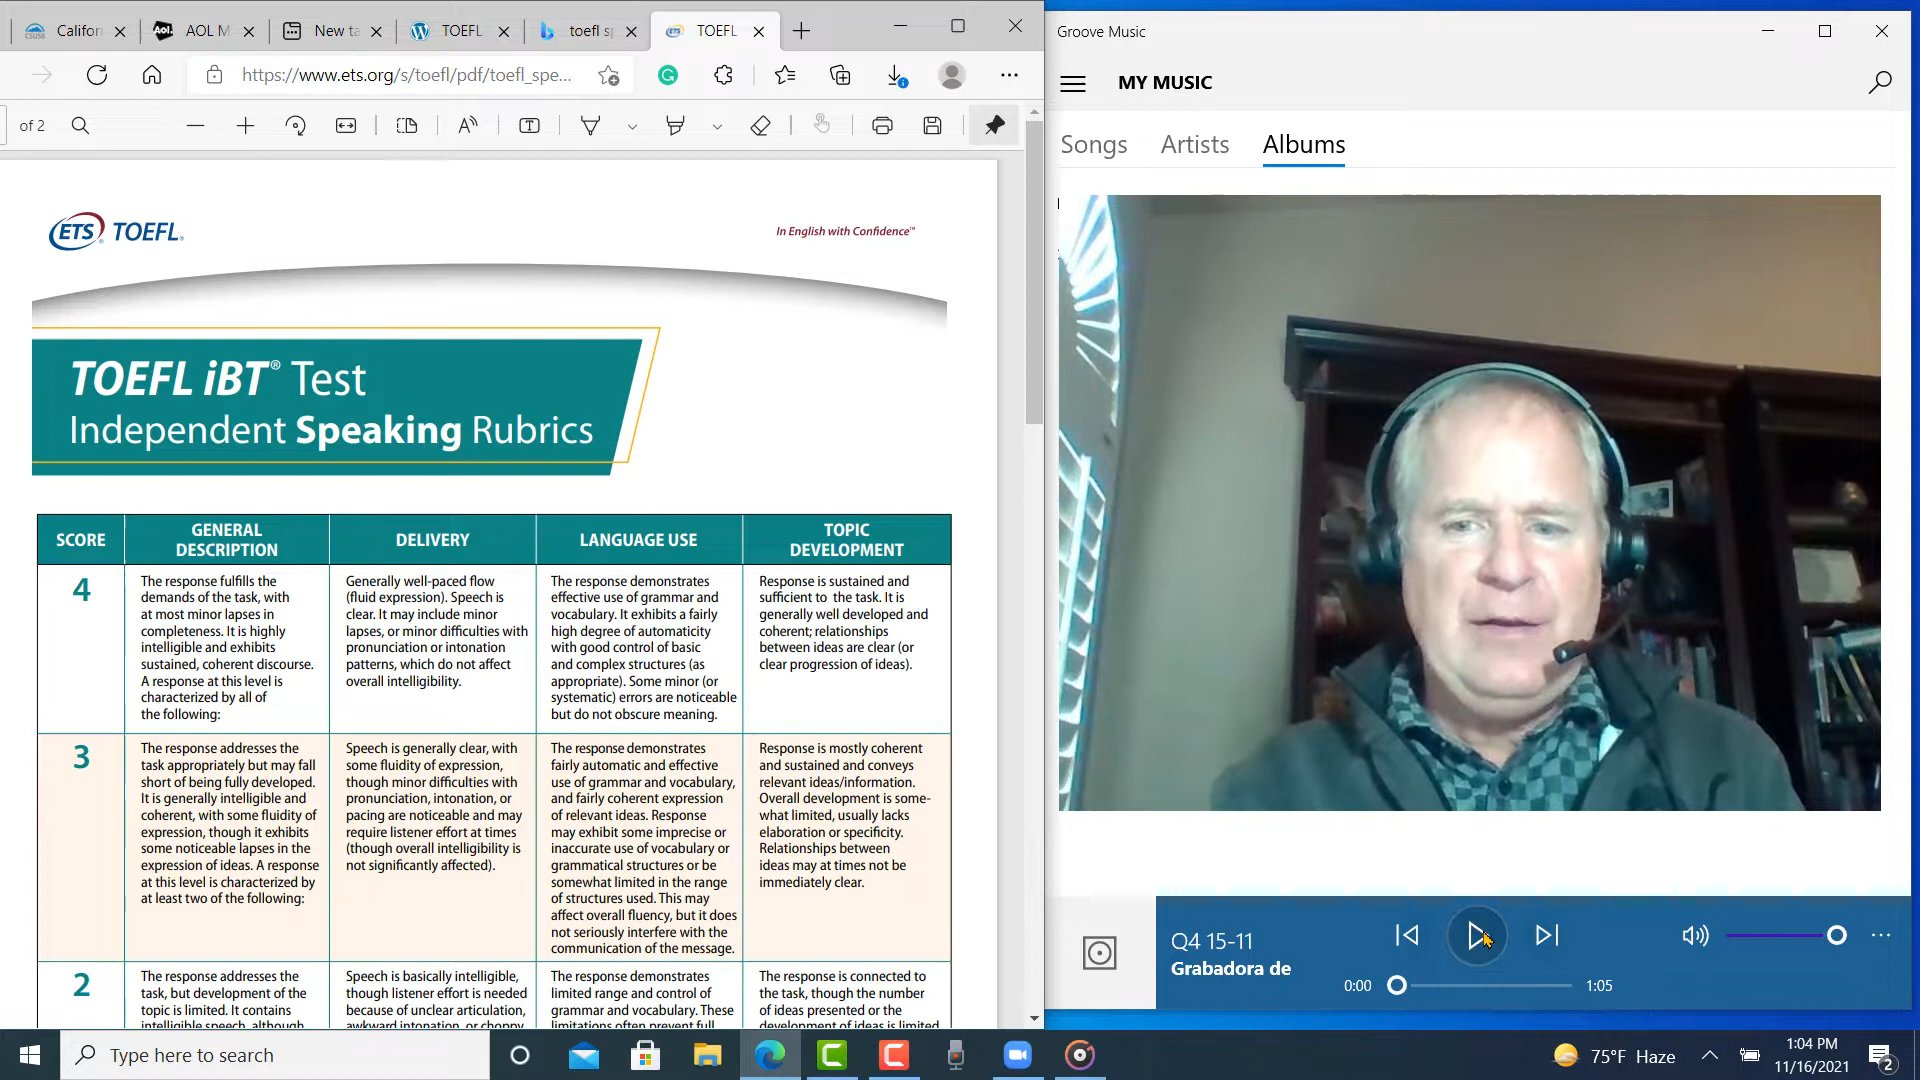 Califor
AOL M
New ta
TOEFL
toefl sp
TOEFL
https://www.ets.org/s/toefl/pdf/toefl_spe...
of 2
ETS TOEFL®
In English with Confidence™
TOEFL iBT® Test
Independent Speaking Rubrics
SCORE
GENERAL
DESCRIPTION
DELIVERY
LANGUAGE USE
TOPIC
DEVELOPMENT
4
The response fulfills the
demands of the task, with
at most minor lapses in
completeness. It is highly
intelligible and exhibits
sustained, coherent discourse.
A response at this level is
characterized by all of
the following:
Generally well-paced flow
(fluid expression). Speech is
clear. It may include minor
lapses, or minor difficulties with
pronunciation or intonation
patterns, which do not affect
overall intelligibility.
The response demonstrates
effective use of grammar and
vocabulary. It exhibits a fairly
high degree of automaticity
with good control of basic
and complex structures (as
appropriate). Some minor (or
systematic) errors are noticeable
but do not obscure meaning.
Response is sustained and
sufficient to the task. It is
generally well developed and
coherent; relationships
between ideas are clear (or
clear progression of ideas).
3
The response addresses the
task appropriately but may fall
short of being fully developed.
It is generally intelligible and
coherent, with some fluidity of
expression, though it exhibits
some noticeable lapses in the
expression of ideas. A response
at this level is characterized by
at least two of the following:
Speech is generally clear, with
some fluidity of expression,
though minor difficulties with
pronunciation, intonation, or
pacing are noticeable and may
require listener effort at times
(though overall intelligibility is
not significantly affected).
The response demonstrates
fairly automatic and effective
use of grammar and vocabulary,
and fairly coherent expression
of relevant ideas. Response
may exhibit some imprecise or
inaccurate use of vocabulary or
grammatical structures or be
somewhat limited in the range
of structures used. This may
affect overall fluency, but it does
not seriously interfere with the
communication of the message.
Response is mostly coherent
and sustained and conveys
relevant ideas/information.
Overall development is some-
what limited, usually lacks
elaboration or specificity.
Relationships between
ideas may at times not be
immediately clear.
2
The response addresses the
task, but development of the
topic is limited. It contains
intelligible speech, although
Speech is basically intelligible,
though listener effort is needed
because of unclear articulation,
awkward intonation, or choppy
The response demonstrates
limited range and control of
grammar and vocabulary. These
limitations often prevent full
The response is connected to
the task, though the number
of ideas presented or the
development of ideas is limited
Groove Music
MY MUSIC
Songs
Artists
Albums
Q4 15-11
Grabadora de
0:00
1:05
Type here to search
75°F Haze
1:04 PM
11/16/2021
2